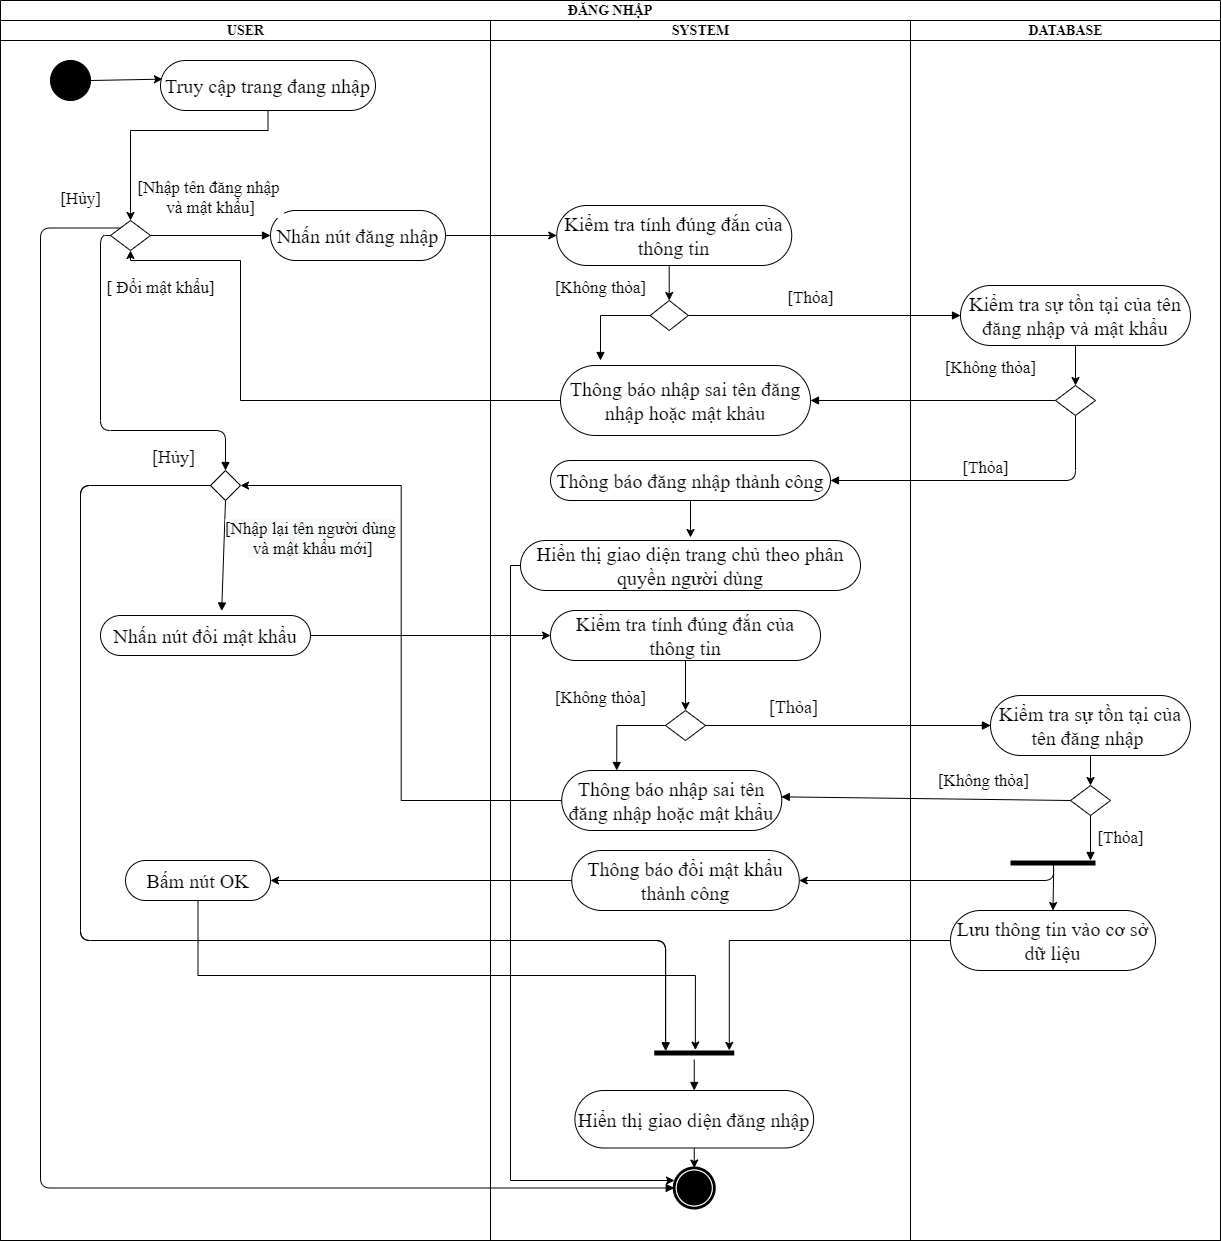 ĐĂNG NHẬP
USER
SYSTEM
DATABASE
Truy cập trang đang nhập
[Hủy]
[Nhập tên đăng nhập
và mật khẩu]
Nhấn nút đăng nhập
Kiểm tra tính đúng đắn của
thông tin
[ Đổi mật khẩu]
[Không thỏa]
[Thỏa]
Kiểm tra sự tồn tại của tên
đăng nhập và mật khẩu
[Không thỏa]
Thông báo nhập sai tên đăng
nhập hoặc mật khảu
[Hủy]
[Thỏa]
Thông báo đăng nhập thành công
[Nhập lại tên người dùng
và mật khẩu mới]
Hiển thị giao diện trang chủ theo phân
quyền người dùng
Nhấn nút đổi mật khẩu
Kiểm tra tính đúng đắn của
thông tin
[Không thỏa]
[Thỏa]
Kiểm tra sự tồn tại của
tên đăng nhập
[Không thỏa]
Thông báo nhập sai tên
đăng nhập hoặc mật khẩu
[Thỏa]
Bấm nút OK
Thông báo đổi mật khẩu
thành công
Lưu thông tin vào cơ sở
dữ liệu
Hiển thị giao diện đăng nhập